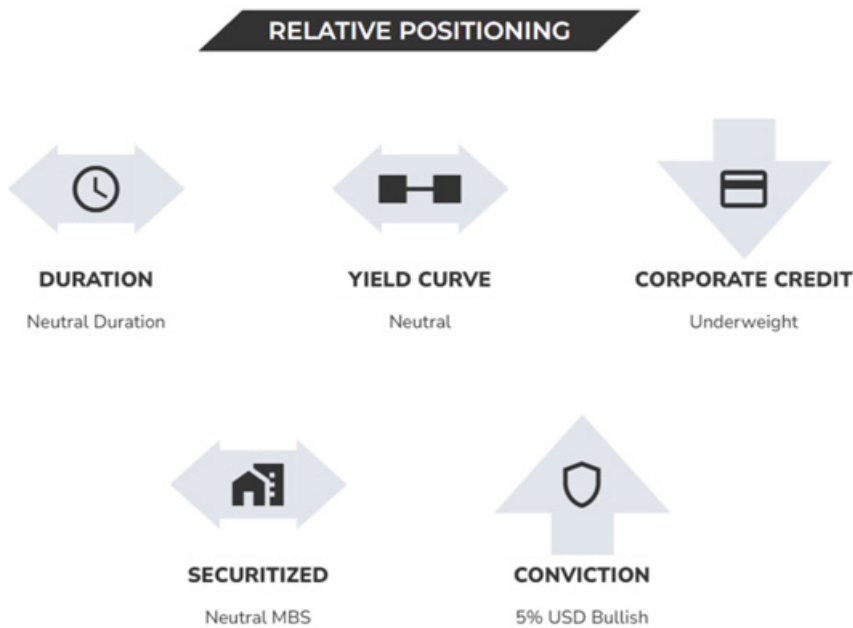 RELATIVE POSITIONING
DURATION
Neutral Duration
YIELD CURVE
Neutral
CORPORATE CREDIT
Underweight
SECURITIZED
Neutral MBS
CONVICTION
5% USD Bullish